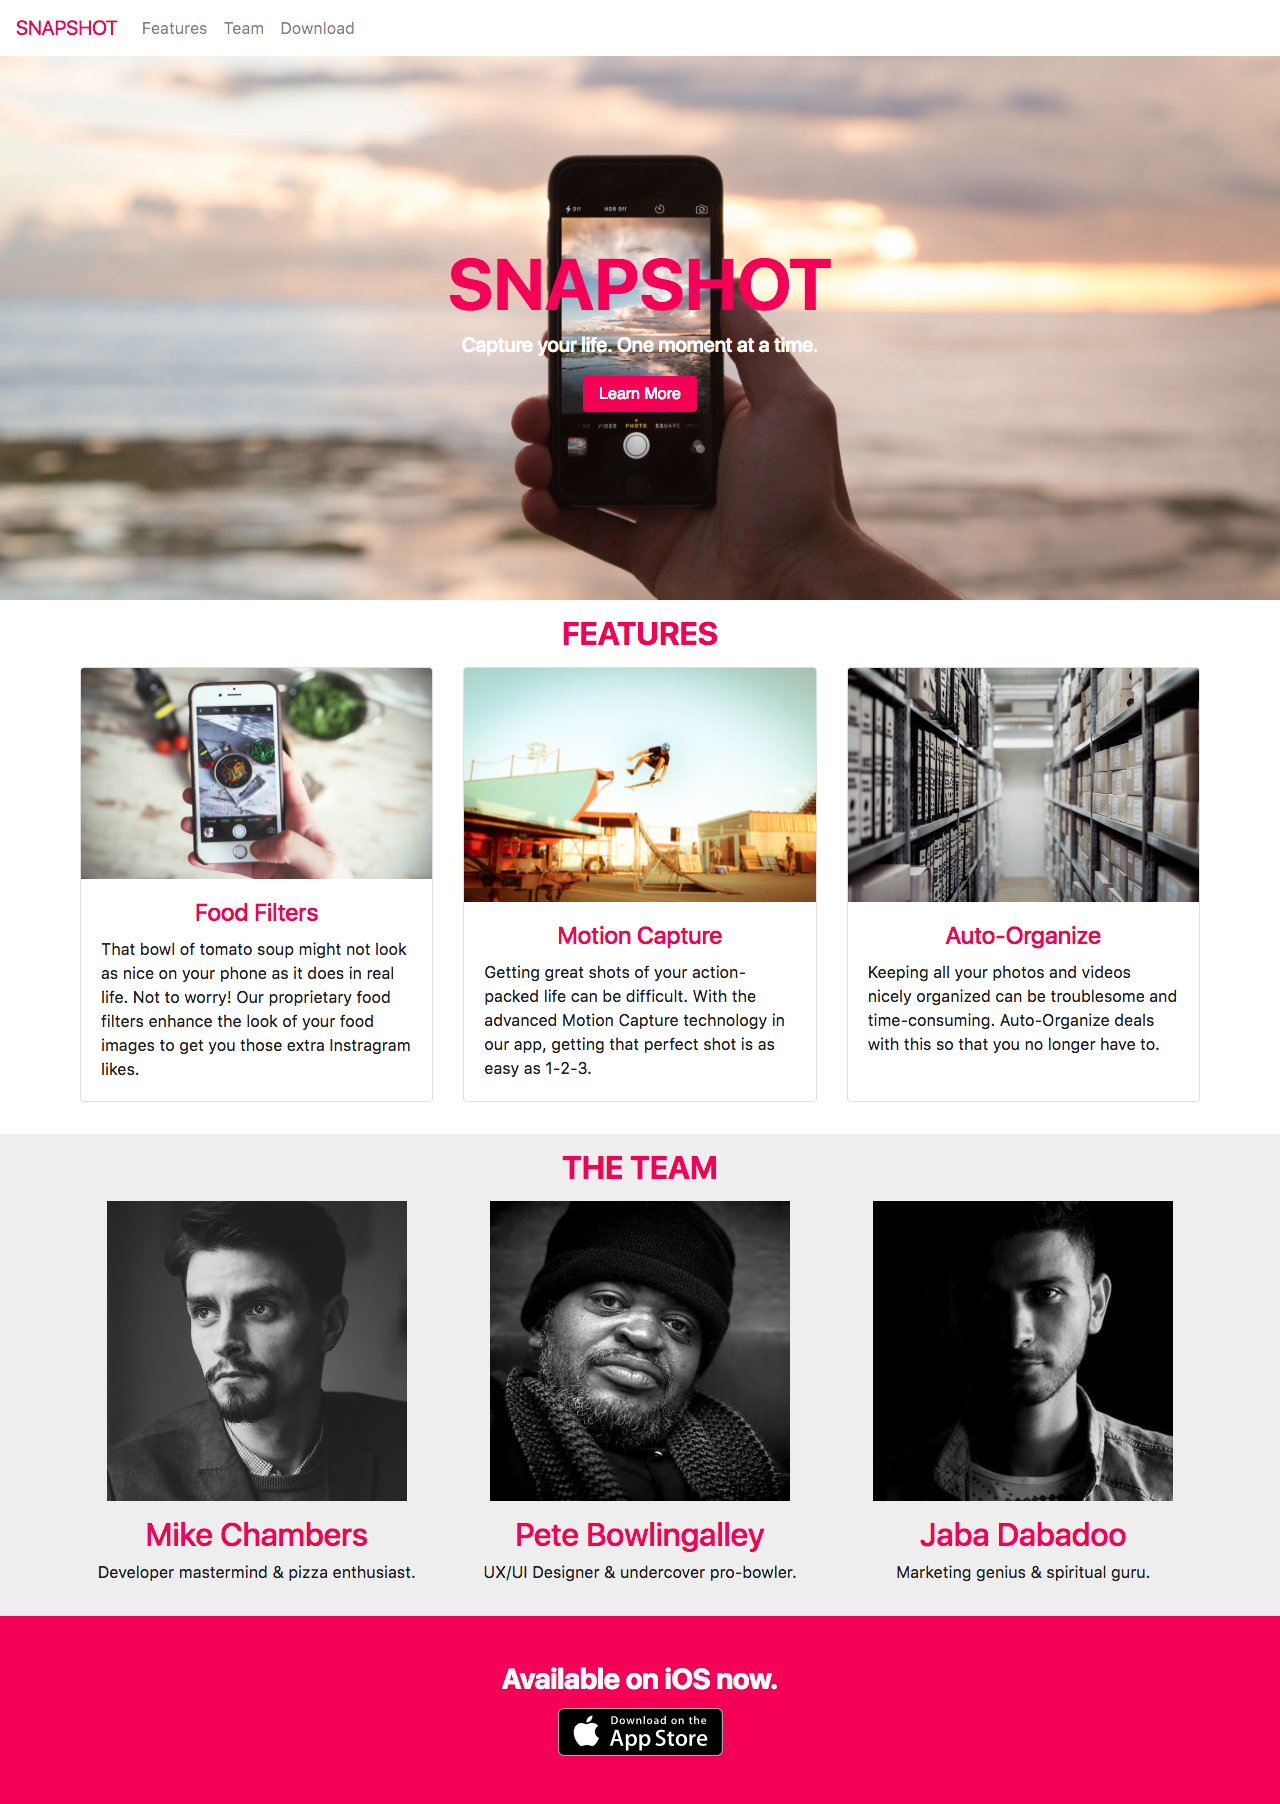 SNAPSHOT Features Team Download
Off HDR Off
SNAPSHOT
Capture your life. One moment at a time.
Learn More
VIDEO PHOTO SQUARE
FEATURES
Food Filters
That bowl of tomato soup might not look
as nice on your phone as it does in real
life. Not to worry! Our proprietary food
filters enhance the look of your food
images to get you those extra Instragram
likes.
Motion Capture
Getting great shots of your action-
packed life can be difficult. With the
advanced Motion Capture technology in
our app, getting that perfect shot is as
easy as 1-2-3.
Auto-Organize
Keeping all your photos and videos
nicely organized can be troublesome and
time-consuming. Auto-Organize deals
with this so that you no longer have to.
THE TEAM
Mike Chambers
Developer mastermind & pizza enthusiast.
Pete Bowlingalley
UX/UI Designer & undercover pro-bowler.
Jaba Dabadoo
Marketing genius & spiritual guru.
Available on iOS now.
Download on the
App Store